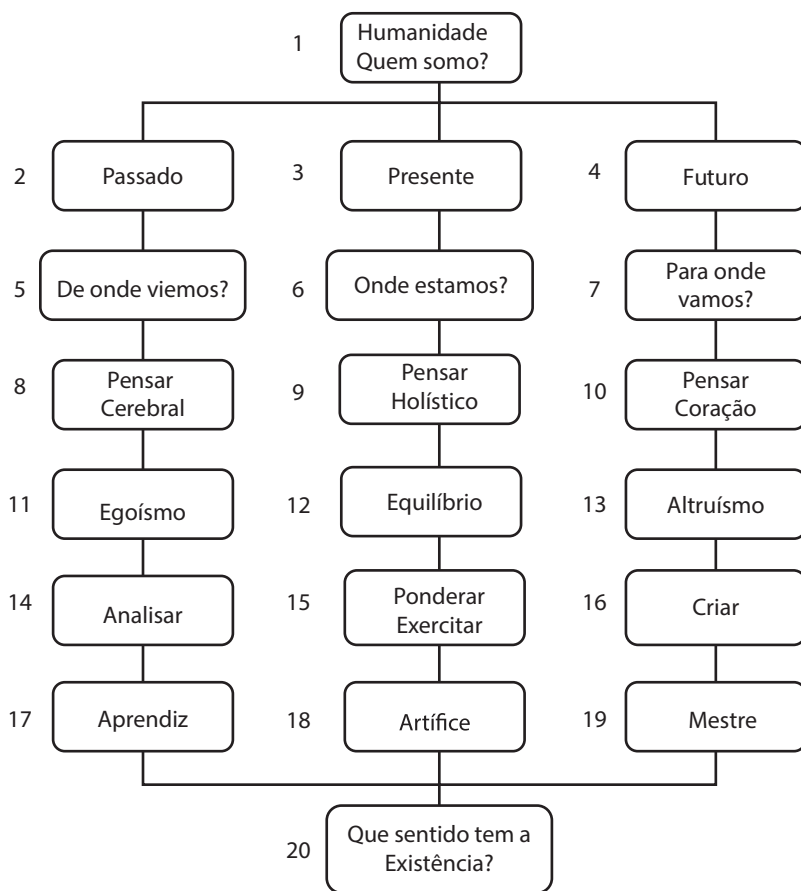 1
Humanidade
Quem somo?
2
Passado
3
Presente
4
Futuro
5
De onde viemos?
6
Onde estamos?
7
Para onde
vamos?
8
Pensar
Cerebral
9
Pensar
Holístico
10
Pensar
Coração
11
Egoísmo
12
Equilíbrio
13
Altruísmo
14
Analisar
15
Ponderar
Exercitar
16
Criar
17
Aprendiz
18
Artífice
19
Mestre
20
Que sentido tem a
Existência?